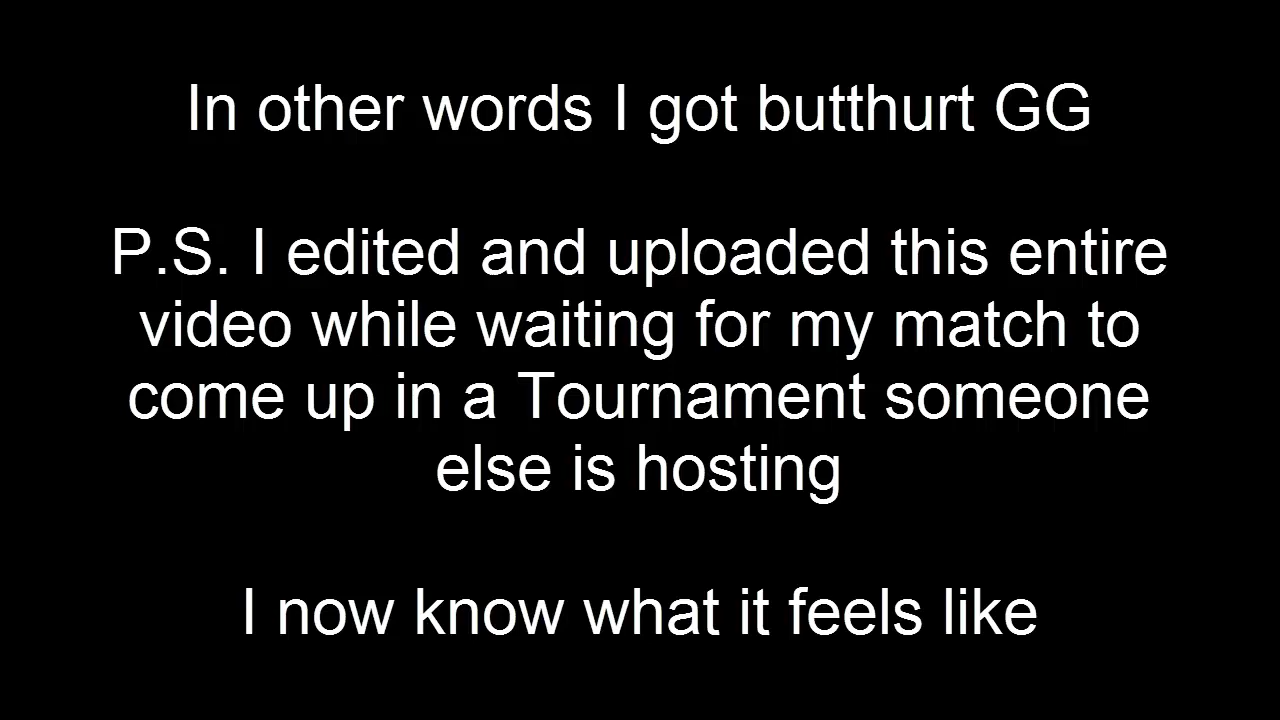 In other words I got butthurt GG
P.S. I edited and uploaded this entire
video while waiting for my match to
come up in a Tournament someone
else is hosting
I now know what it feels like